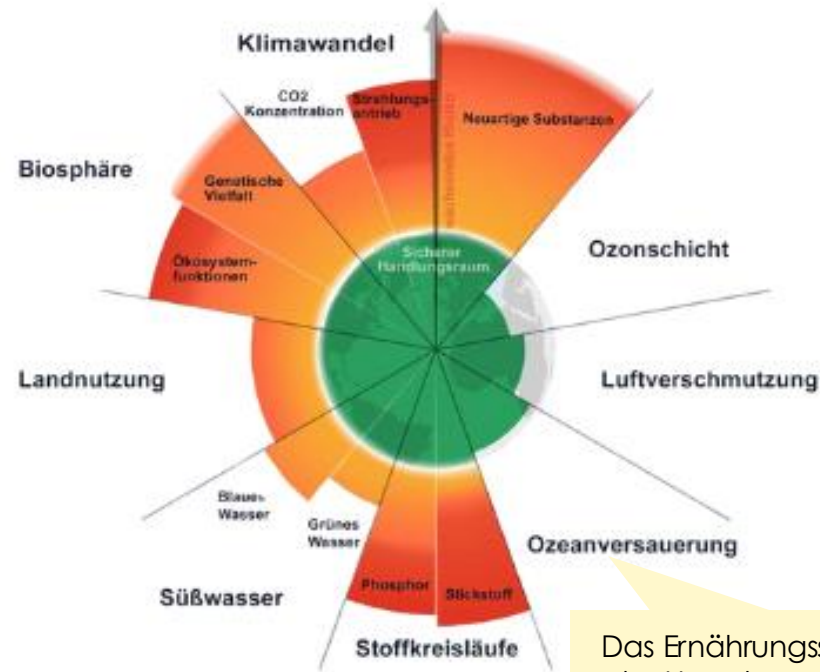 Klimawandel
CO2
Konzentration
Strahlungs-
antrieb
Neuartige Substanzen
Biosphäre
Genetische
Vielfalt
Ökosystem-
funktionen
Sicherer
Handlungsraum
Ozonschicht
Landnutzung
Luftverschmutzung
Blaues
Wasser
Grünes
Wasser
Süßwasser
Phosphor
Stickstoff
Ozeanversauerung
Stoffkreisläufe
Das